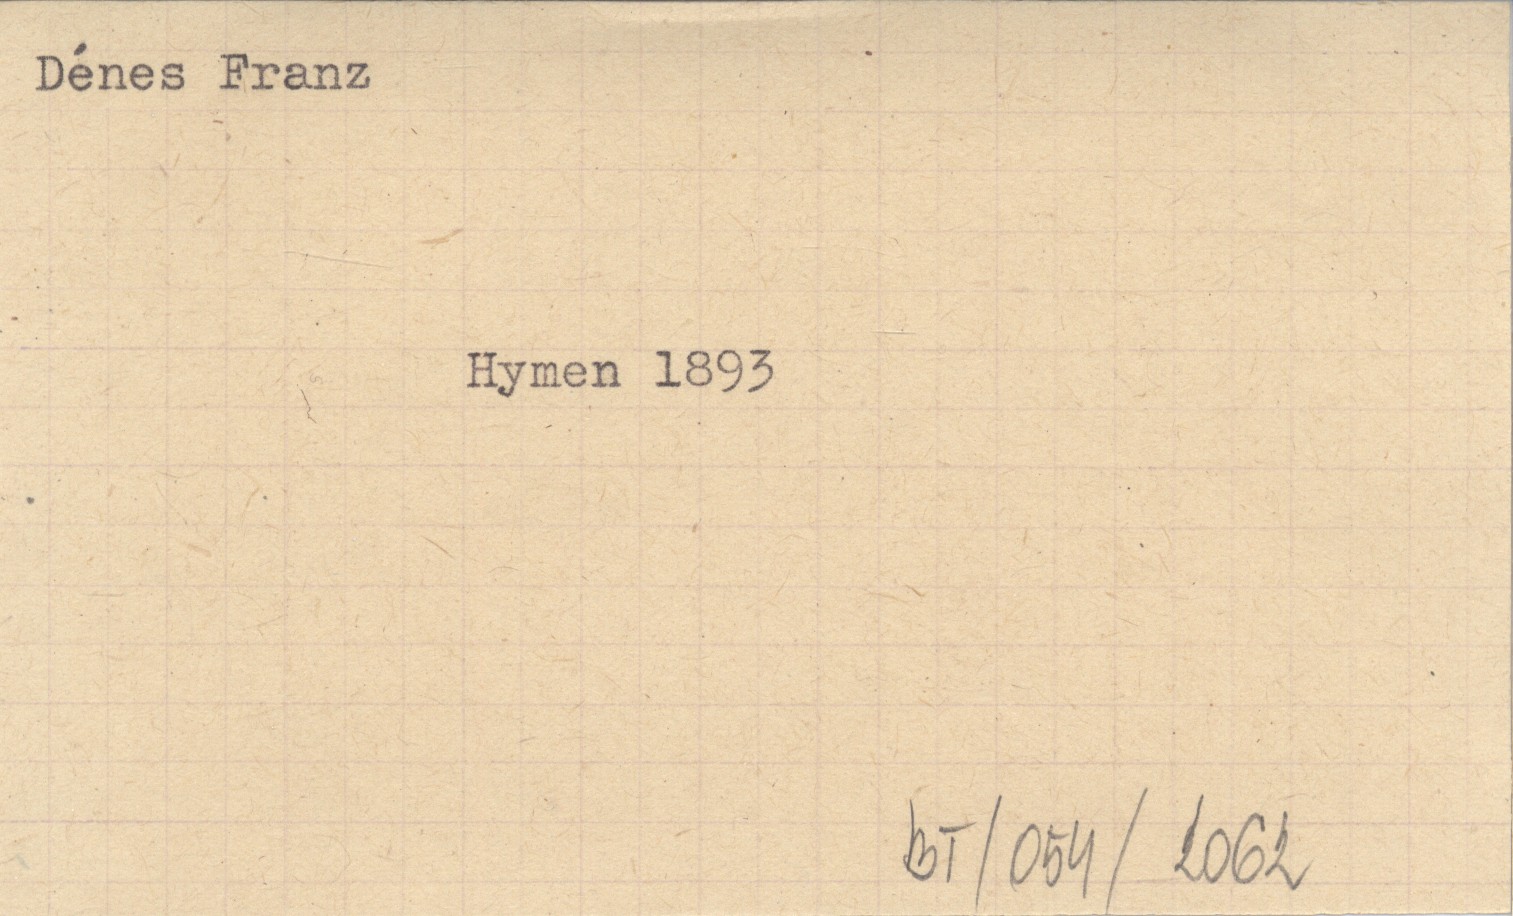 Dénes Franz
Hymen 1893
BT/054/2062